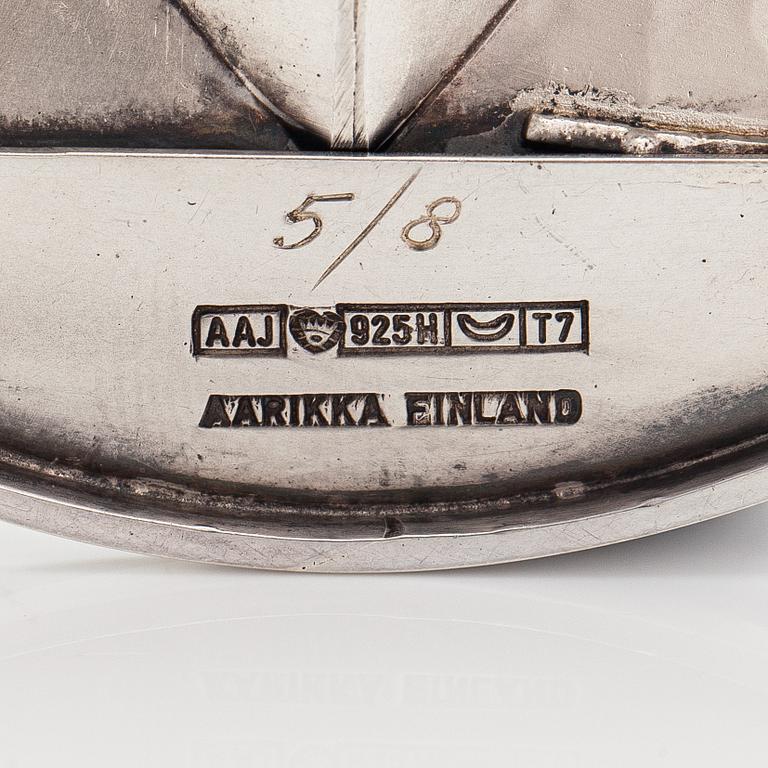 5/8
AAJ 925H T7
AARIKKA FINLAND